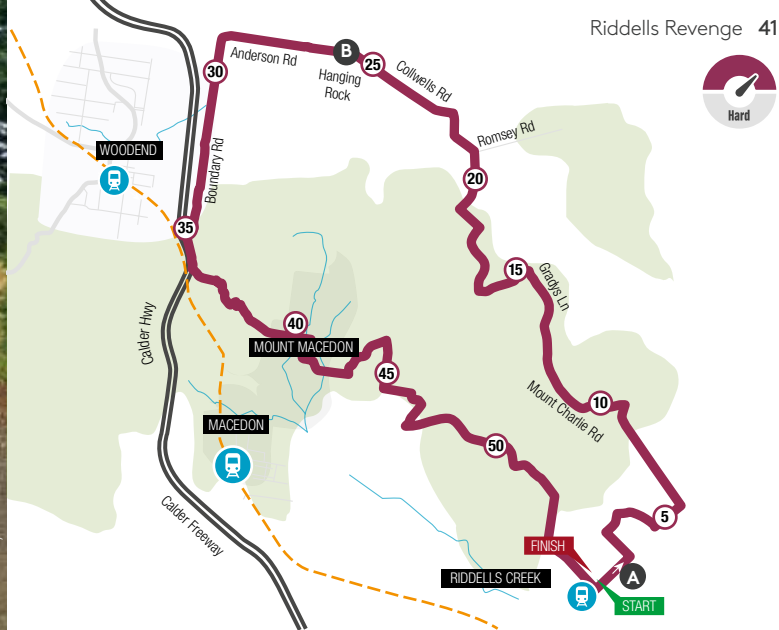 Riddells Revenge 41
Hard
Anderson Rd
B
Hanging
Rock
25
Collwells Rd
30
Romsey Rd
WOODEND
Boundary Rd
20
35
15
Gradys Ln
Calder Hwy
40
MOUNT MACEDON
45
10
Mount Charlie Rd
MACEDON
50
5
Calder Freeway
FINISH
RIDDELLS CREEK
A
START